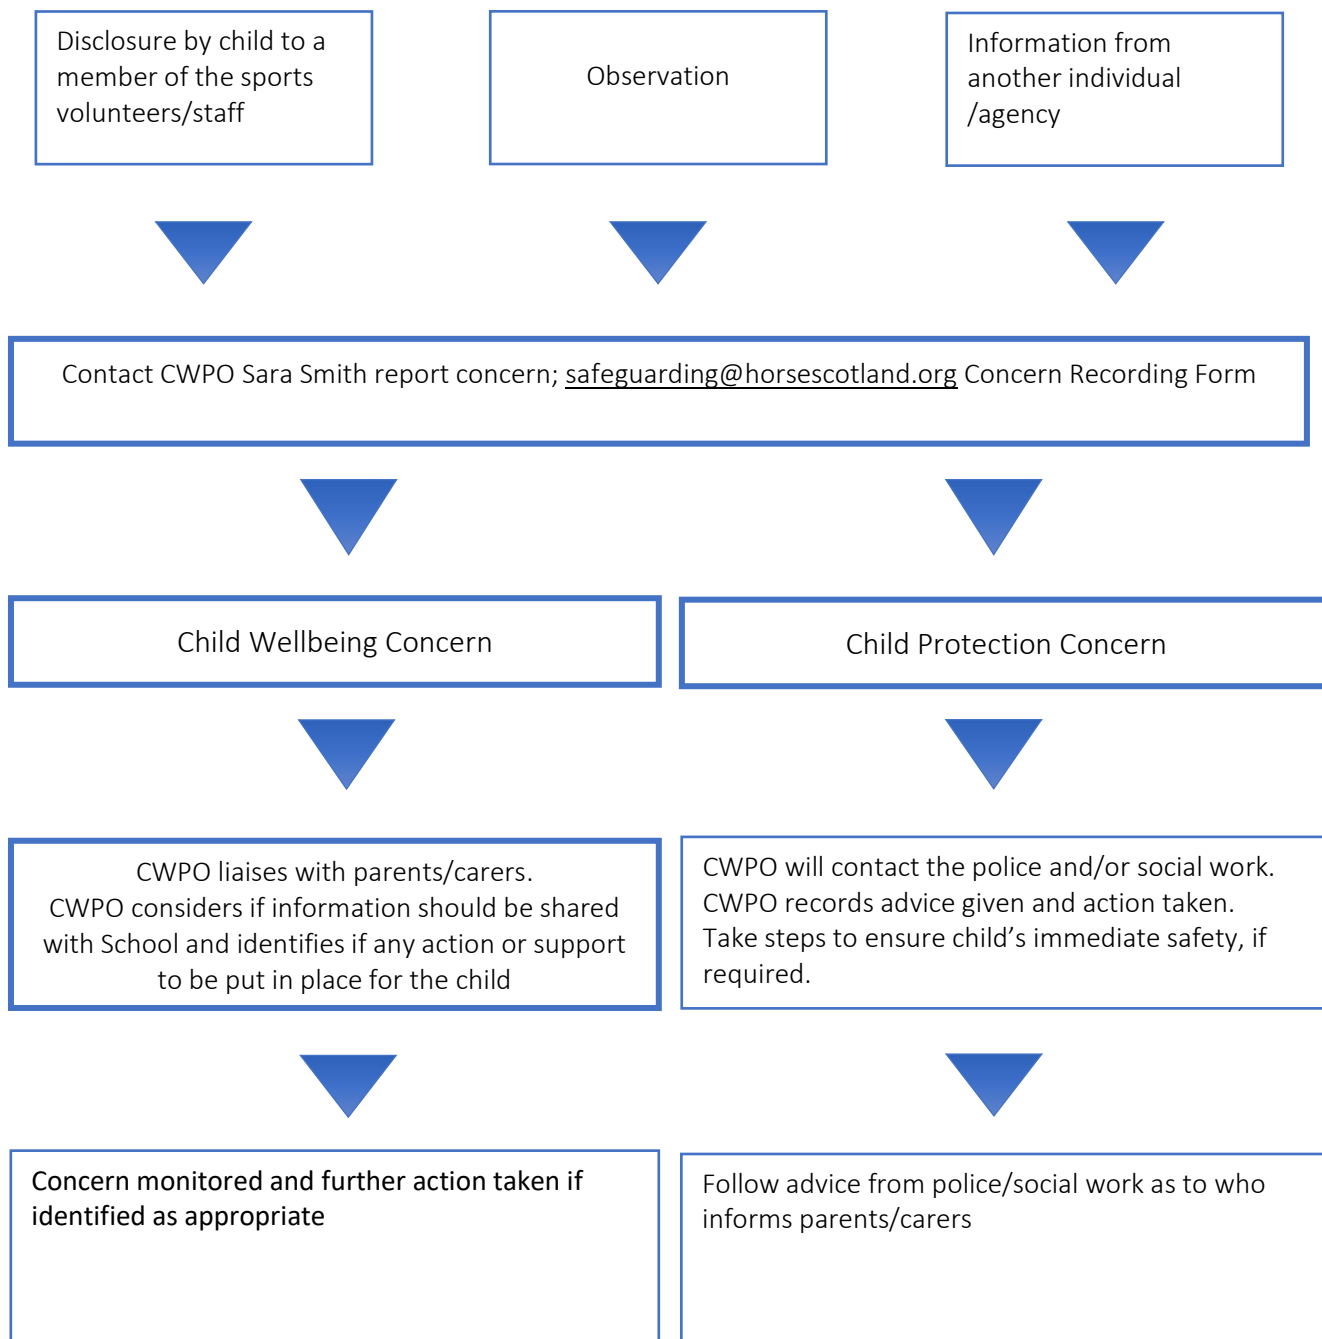 Disclosure by child to a
member of the sports
volunteers/staff
Observation
Information from
another individual
/agency
Contact CWPO Sara Smith report concern; safeguarding@horsescotland.org Concern Recording Form
Child Wellbeing Concern
Child Protection Concern
CWPO liaises with parents/carers.
CWPO considers if information should be shared
with School and identifies if any action or support
to be put in place for the child
CWPO will contact the police and/or social work.
CWPO records advice given and action taken.
Take steps to ensure child’s immediate safety, if
required.
Concern monitored and further action taken if
identified as appropriate
Follow advice from police/social work as to who
informs parents/carers